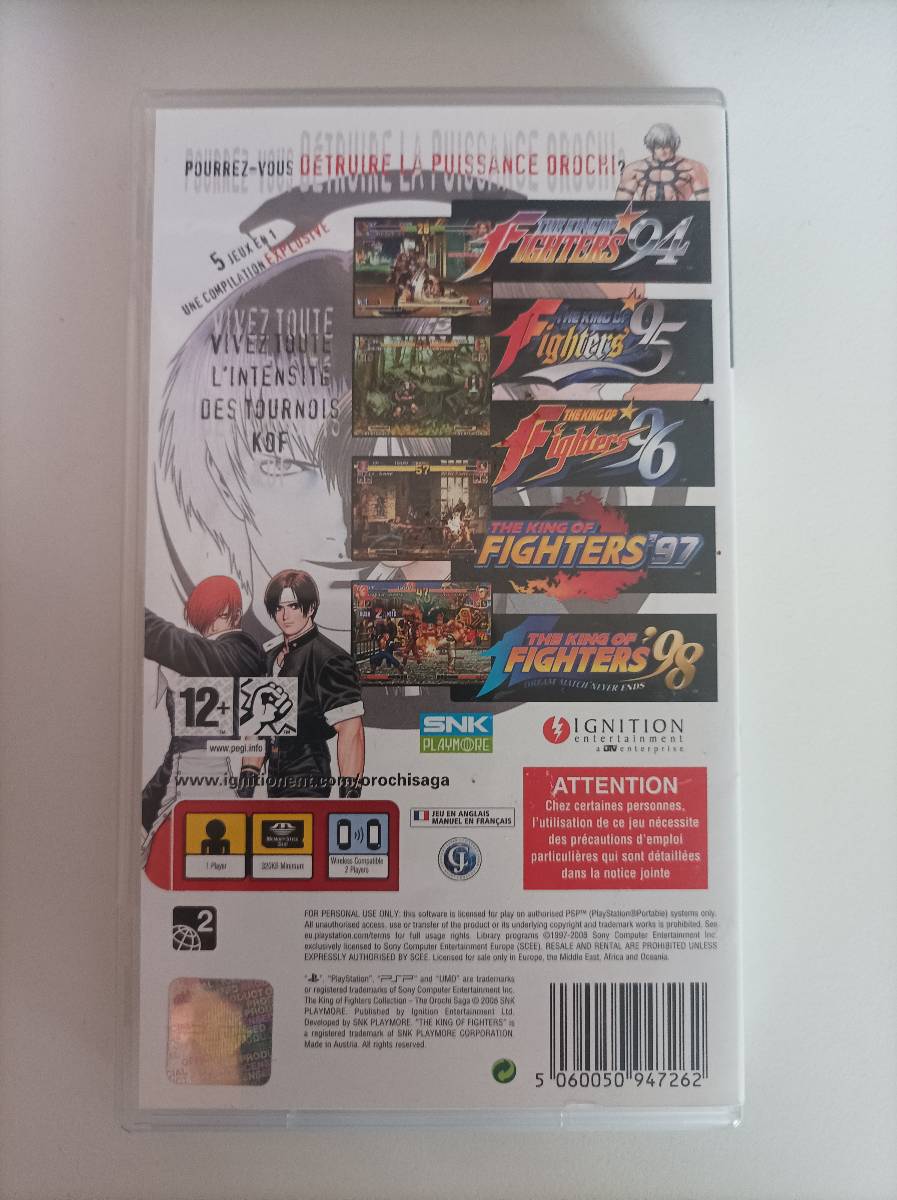 POURREZ-VOUS DÉTRUIRE LA PUISSANCE OROCHI?
5 JEUX EN 1
UNE COMPILATION EXPLOSIVE
VIVEZ TOUTE
L'INTENSITÉ
DES TOURNOIS
KOF
THE KING OF
FIGHTERS '94
THE KING OF
Fighters '95
THE KING OF
Fighters '96
THE KING OF
FIGHTERS '97
THE KING OF
FIGHTERS '98
DREAM MATCH NEVER ENDS
12+
www.pegi.info
SNK
PLAYMORE
IGNITION
entertainment
a UTV enterprise
www.ignitionent.com/orochisaga
JEU EN ANGLAIS
MANUEL EN FRANÇAIS
ATTENTION
Chez certaines personnes,
l'utilisation de ce jeu nécessite
des précautions d'emploi
particulières qui sont détaillées
dans la notice jointe
1 Player
320KB Minimum
Wireless Compatible
2 Players
2
FOR PERSONAL USE ONLY: this software is licensed for play on authorised PSP™ (PlayStation®Portable) systems only.
All unauthorised access, use or transfer of the product or its underlying copyright and trademark works is prohibited. See
eu.playstation.com/terms for full usage rights. Library programs ©1997-2008 Sony Computer Entertainment Inc.
exclusively licensed to Sony Computer Entertainment Europe (SCEE). RESALE AND RENTAL ARE PROHIBITED UNLESS
EXPRESSLY AUTHORISED BY SCEE. Licensed for sale only in Europe, the Middle East, Africa and Oceania.
"PlayStation", "PSP" and "UMD" are trademarks
or registered trademarks of Sony Computer Entertainment Inc.
The King of Fighters Collection – The Orochi Saga © 2008 SNK
PLAYMORE. Published by Ignition Entertainment Ltd.
Developed by SNK PLAYMORE. "THE KING OF FIGHTERS" is
a registered trademark of SNK PLAYMORE CORPORATION.
Made in Austria. All rights reserved.
5 060050 947262